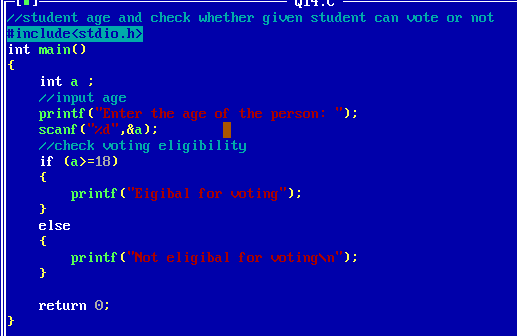 [■] Q14.C
//student age and check whether given student can vote or not
#include<stdio.h>
int main()
{
int a ;
//input age
printf("Enter the age of the person: ");
scanf("%d",&a);
//check voting eligibility
if (a>=18)
{
printf("Eigibal for voting");
}
else
{
printf("Not eligibal for voting\n");
}
return 0;
}